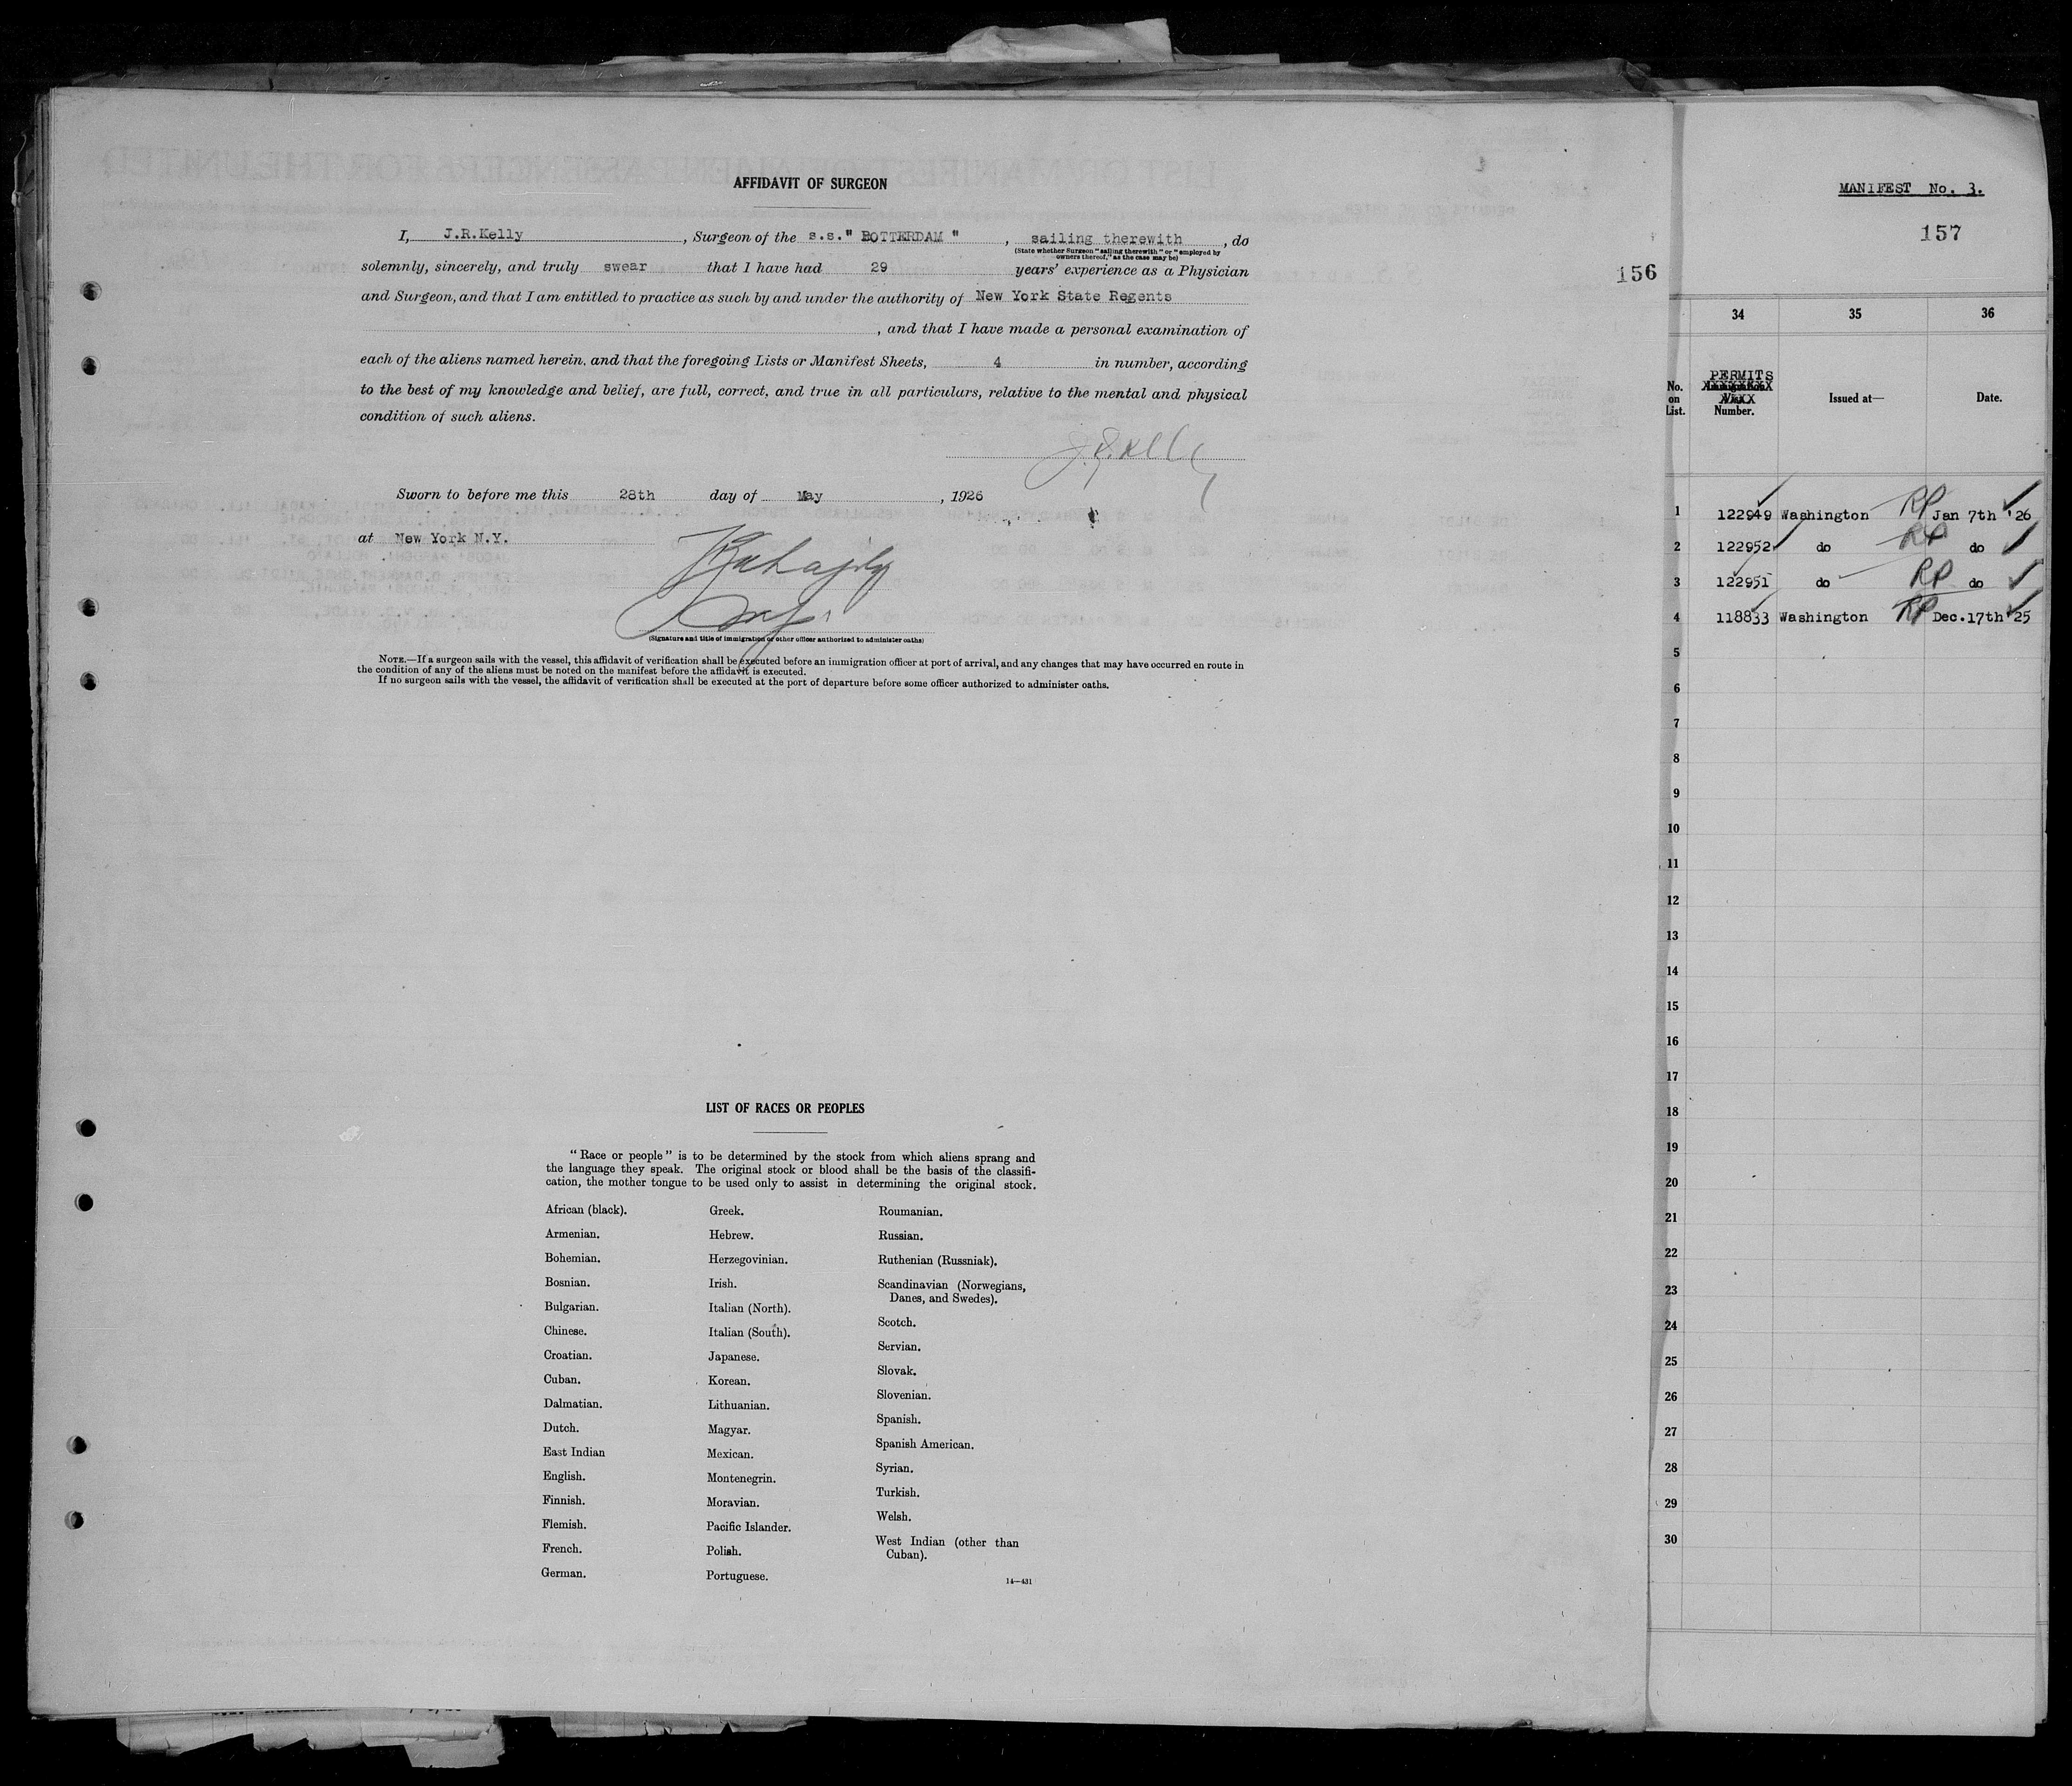 AFFIDAVIT OF SURGEON
I, J.R.Kelly , Surgeon of the s.s." ROTTERDAM " , sailing therewith , do
(State whether Surgeon "sailing therewith" or "employed by
owners thereof," as the case may be)
solemnly, sincerely, and truly swear that I have had 29 years' experience as a Physician
and Surgeon, and that I am entitled to practice as such by and under the authority of New York State Regents
, and that I have made a personal examination of
each of the aliens named herein, and that the foregoing Lists or Manifest Sheets, 4 in number, according
to the best of my knowledge and belief, are full, correct, and true in all particulars, relative to the mental and physical
condition of such aliens.
J.R. Kelly
Sworn to before me this 28th day of May , 1926
at New York N.Y.
(Signature and title of immigration or other officer authorized to administer oaths)
NOTE.—If a surgeon sails with the vessel, this affidavit of verification shall be executed before an immigration officer at port of arrival, and any changes that may have occurred en route in
the condition of any of the aliens must be noted on the manifest before the affidavit is executed.
If no surgeon sails with the vessel, the affidavit of verification shall be executed at the port of departure before some officer authorized to administer oaths.
156
LIST OF RACES OR PEOPLES
"Race or people" is to be determined by the stock from which aliens sprang and
the language they speak. The original stock or blood shall be the basis of the classifi-
cation, the mother tongue to be used only to assist in determining the original stock.
African (black).
Armenian.
Bohemian.
Bosnian.
Bulgarian.
Chinese.
Croatian.
Cuban.
Dalmatian.
Dutch.
East Indian
English.
Finnish.
Flemish.
French.
German.
Greek.
Hebrew.
Herzegovinian.
Irish.
Italian (North).
Italian (South).
Japanese.
Korean.
Lithuanian.
Magyar.
Mexican.
Montenegrin.
Moravian.
Pacific Islander.
Polish.
Portuguese.
Roumanian.
Russian.
Ruthenian (Russniak).
Scandinavian (Norwegians,
Danes, and Swedes).
Scotch.
Servian.
Slovak.
Slovenian.
Spanish.
Spanish American.
Syrian.
Turkish.
Welsh.
West Indian (other than
Cuban).
14—431
MANIFEST No. 3.
157
34 35 36
No. on List. PERMITS Number. Issued at— Date.
1 122949 Washington RP Jan 7th '26
2 122952 do RP do
3 122951 do RP do
4 118833 Washington RP Dec.17th '25
5
6
7
8
9
10
11
12
13
14
15
16
17
18
19
20
21
22
23
24
25
26
27
28
29
30